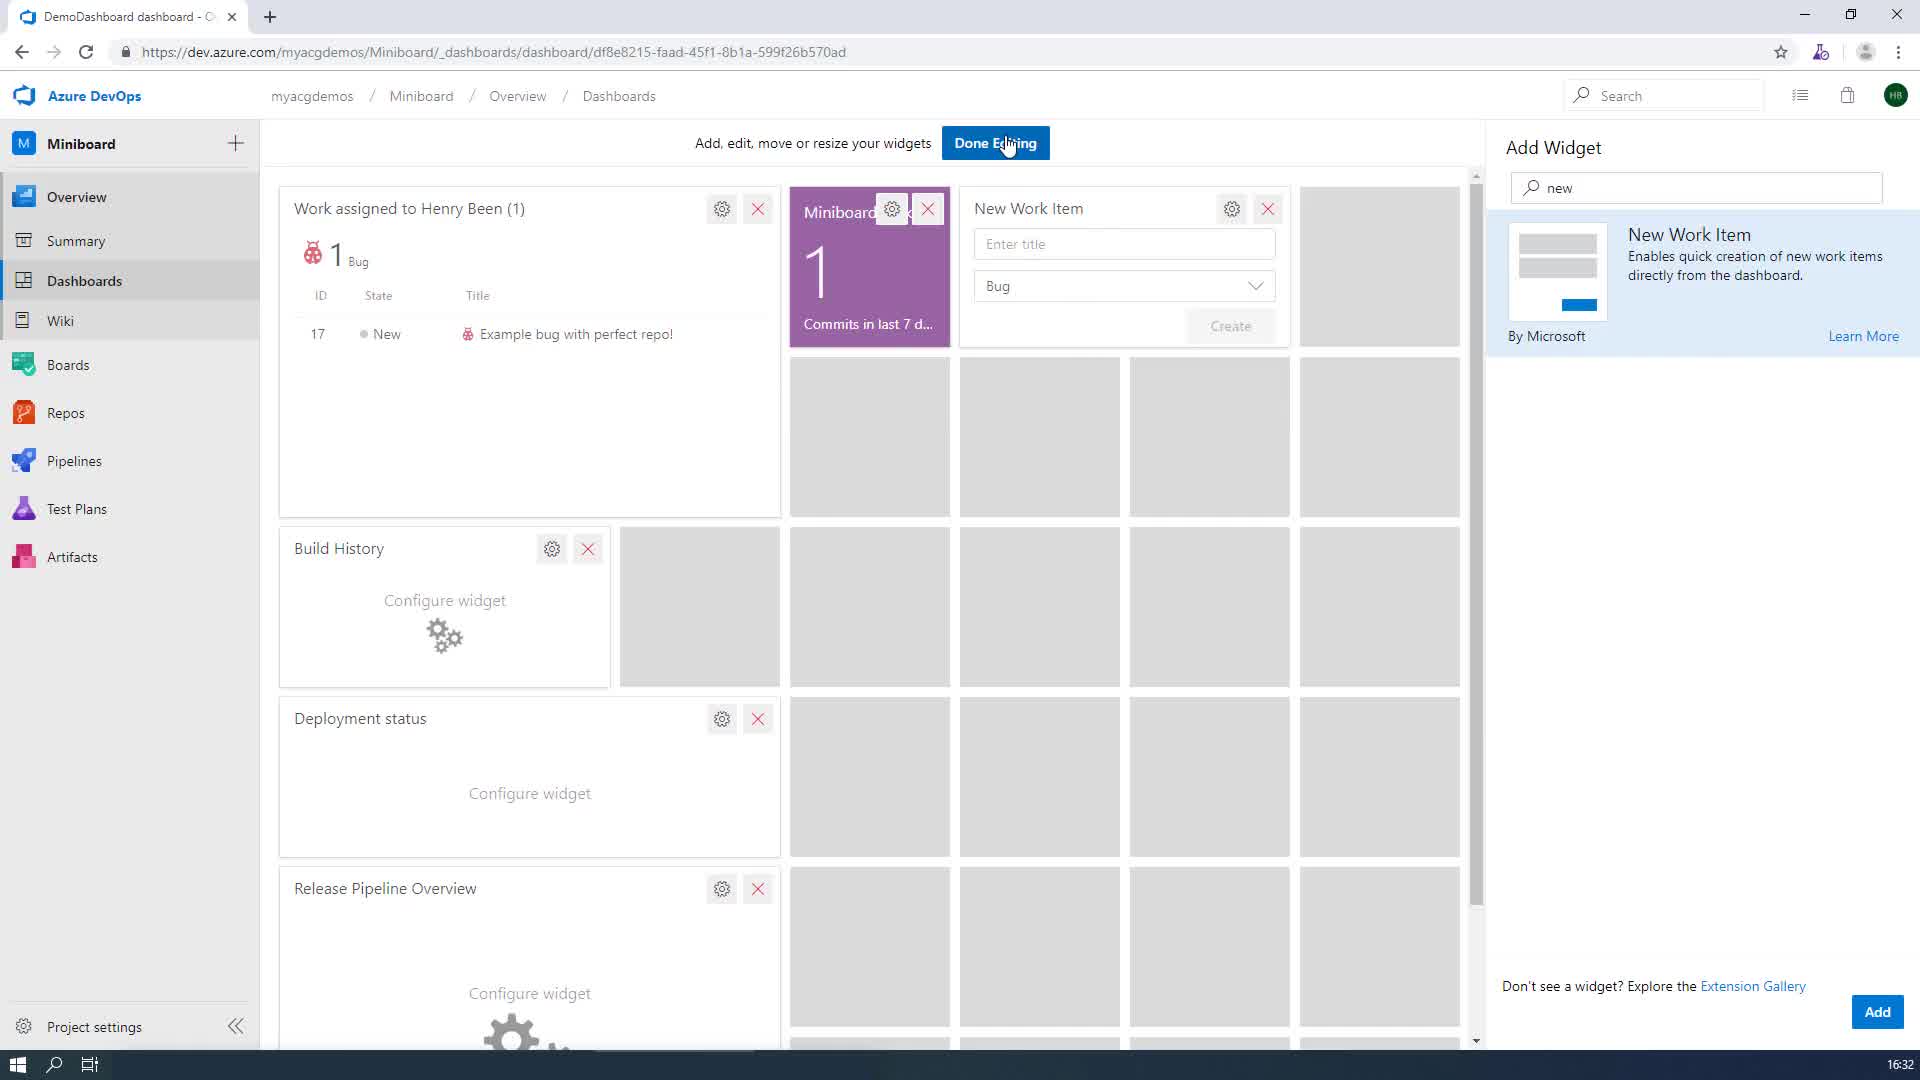 DemoDashboard dashboard - O
https://dev.azure.com/myacgdemos/Miniboard/_dashboards/dashboard/df8e8215-faad-45f1-8b1a-599f26b570ad
Azure DevOps
myacgdemos / Miniboard / Overview / Dashboards
Search
HB
M Miniboard
Overview
Summary
Dashboards
Wiki
Boards
Repos
Pipelines
Test Plans
Artifacts
Project settings
Add, edit, move or resize your widgets
Done Editing
Work assigned to Henry Been (1)
1 Bug
ID State Title
17 New Example bug with perfect repo!
Miniboard
1
Commits in last 7 d...
New Work Item
Enter title
Bug
Create
Build History
Configure widget
Deployment status
Configure widget
Release Pipeline Overview
Configure widget
Add Widget
new
New Work Item
Enables quick creation of new work items
directly from the dashboard.
By Microsoft
Learn More
Don't see a widget? Explore the Extension Gallery
Add
16:32